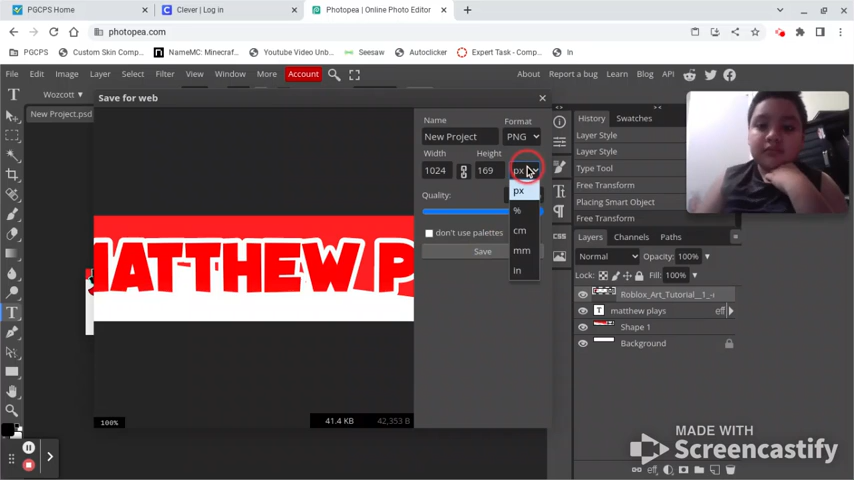 PGCPS Home
Clever | Log in
Photopea | Online Photo Editor
photopea.com
PGCPS
Custom Skin Comp...
NameMC: Minecraf...
Youtube Video Unb...
Seesaw
Autoclicker
Expert Task - Comp...
In
File Edit Image Layer Select Filter View Window More Account
About Report a bug Learn Blog API
Wozcott
New Project.psd
Save for web
Name
Format
New Project
PNG
Width
Height
1024
169
px
px
%
cm
mm
in
Quality:
don't use palettes
Save
MATTHEW P
100%
41.4 KB 42,353 B
CSS
History Swatches
Layer Style
Layer Style
Type Tool
Free Transform
Placing Smart Object
Free Transform
Layers Channels Paths
Normal Opacity: 100%
Lock: Fill: 100%
Roblox_Art_Tutorial__1_-i
matthew plays eff
Shape 1
Background
eff
MADE WITH
Screencastify